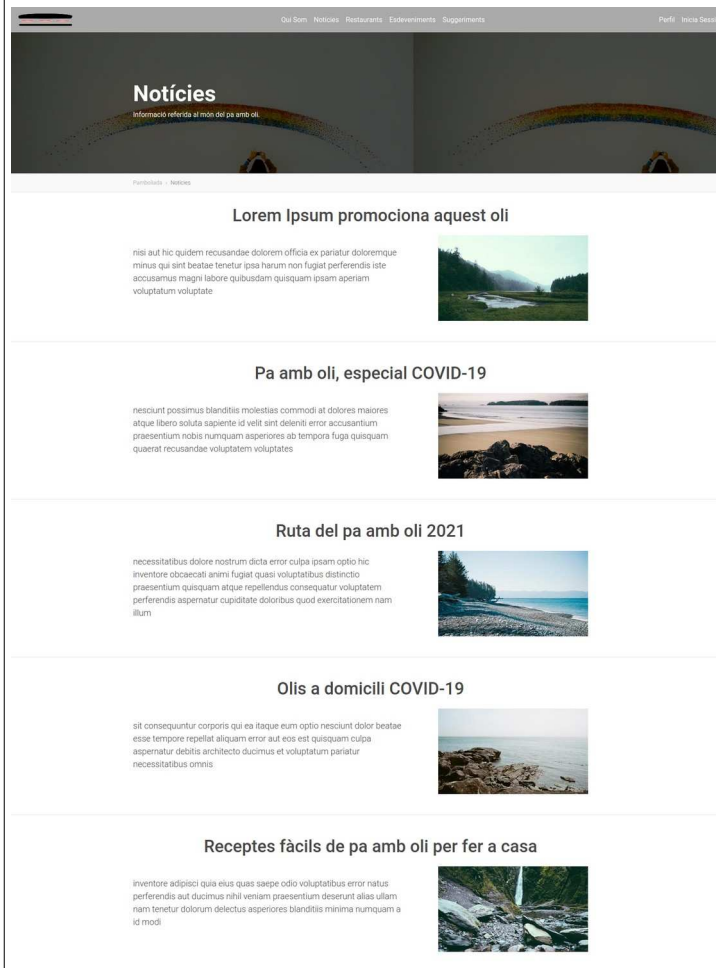 Qui Som Notícies Restaurants Esdeveniments Suggeriments
Perfil Inicia Sessi
Notícies
Informació referida al món del pa amb oli.
Pamboliada › Notícies
Lorem Ipsum promociona aquest oli
nisi aut hic quidem recusandae dolorem officia ex pariatur doloremque
minus qui sint beatae tenetur ipsa harum non fugiat perferendis iste
accusamus magni labore quibusdam quisquam ipsam aperiam
voluptatum voluptate
Pa amb oli, especial COVID-19
nesciunt possimus blanditiis molestias commodi at dolores maiores
atque libero soluta sapiente id velit sint deleniti error accusantium
praesentium nobis numquam asperiores ab tempora fuga quisquam
quaerat recusandae voluptatem voluptates
Ruta del pa amb oli 2021
necessitatibus dolore nostrum dicta error culpa ipsam optio hic
inventore obcaecati animi fugiat quasi voluptatibus distinctio
praesentium quisquam atque repellendus consequatur voluptatem
perferendis aspernatur cupiditate doloribus quod exercitationem nam
illum
Olis a domicili COVID-19
sit consequuntur corporis qui ea itaque eum optio nesciunt dolor beatae
esse tempore repellat aliquam error aut eos est quisquam culpa
aspernatur debitis architecto ducimus et voluptatum pariatur
necessitatibus omnis
Receptes fàcils de pa amb oli per fer a casa
inventore adipisci quia eius quas saepe odio voluptatibus error natus
perferendis aut ducimus nihil veniam praesentium deserunt alias ullam
nam tenetur dolorum delectus asperiores blanditiis minima numquam a
id modi